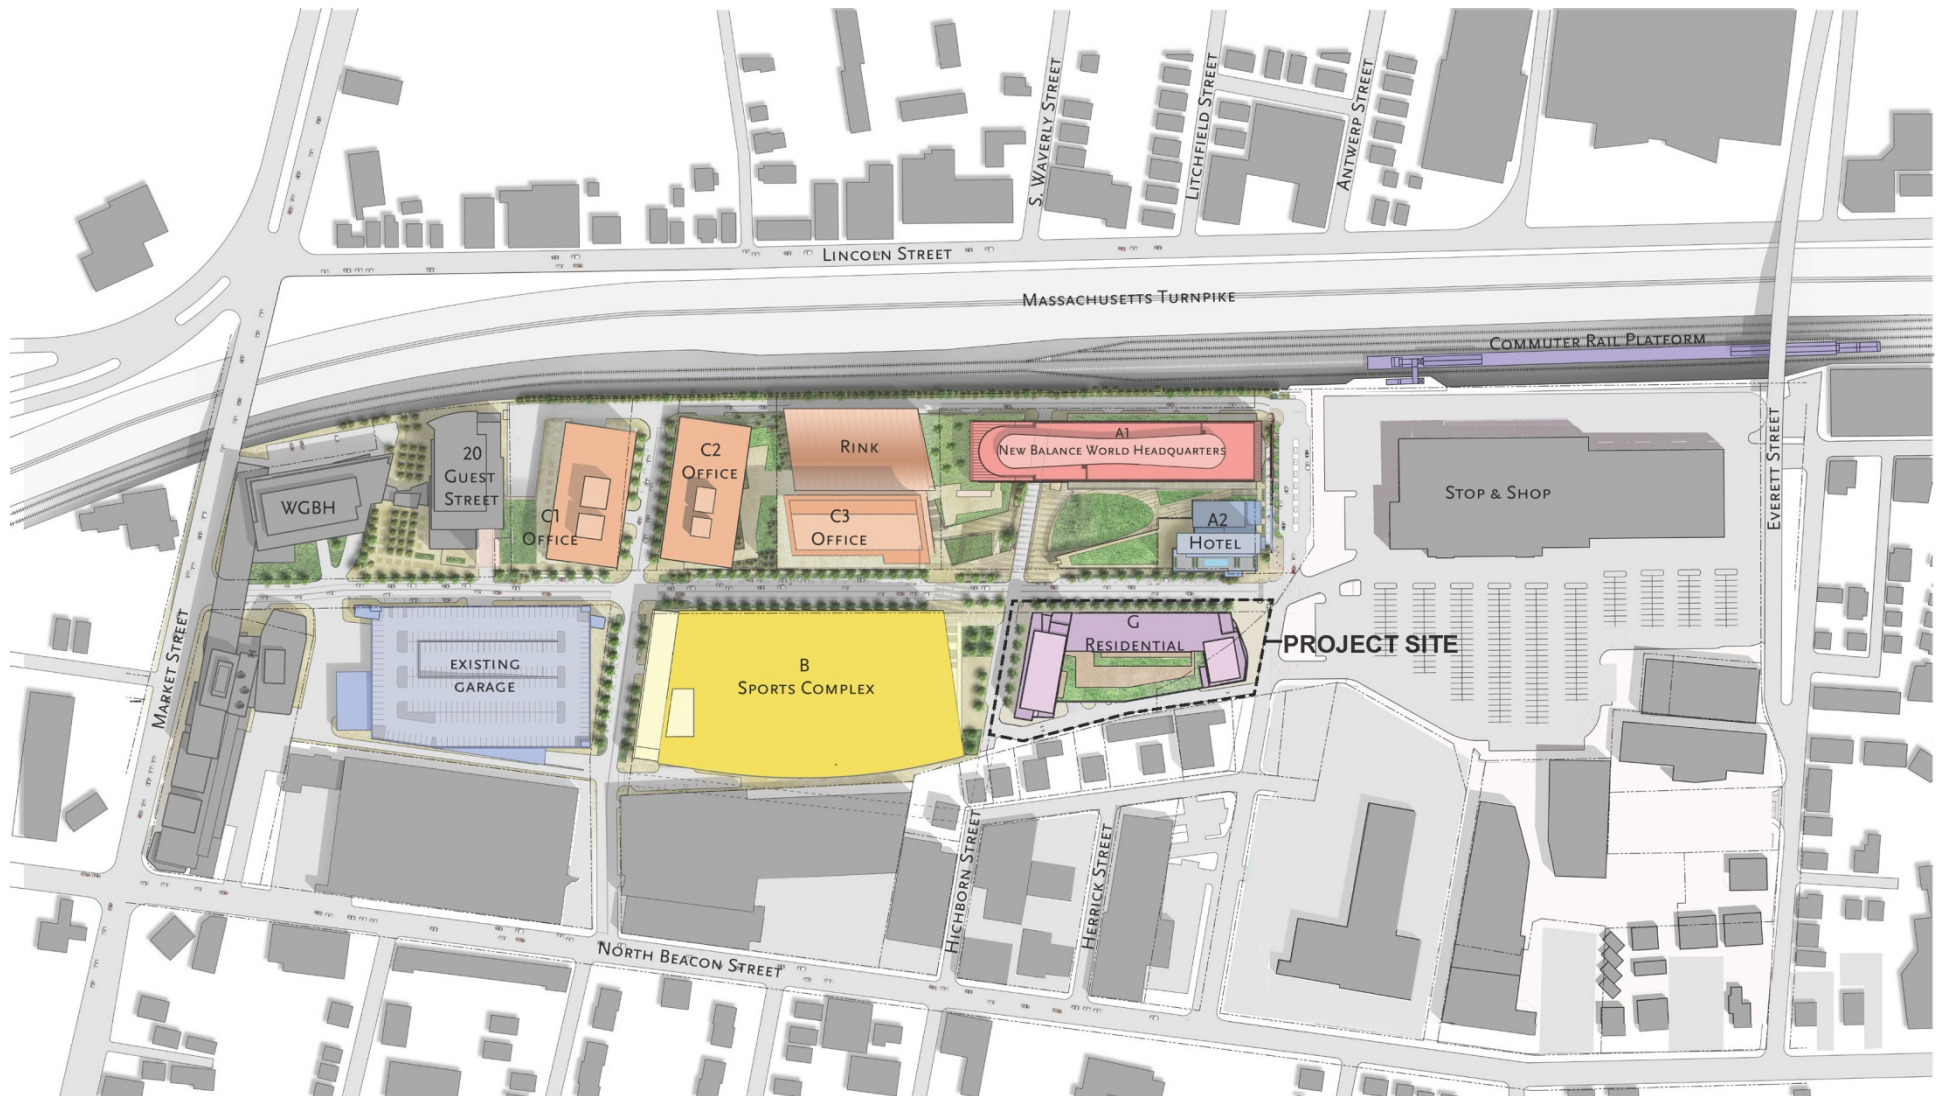 S. Waverly Street
Litchfield Street
Antwerp Street
Lincoln Street
Massachusetts Turnpike
Commuter Rail Platform
Everett Street
A1
New Balance World Headquarters
Rink
C2
Office
20
Guest
Street
WGBH
C1
Office
C3
Office
A2
Hotel
Stop & Shop
Market Street
Existing
Garage
B
Sports Complex
G
Residential
PROJECT SITE
Hichborn Street
Herrick Street
North Beacon Street